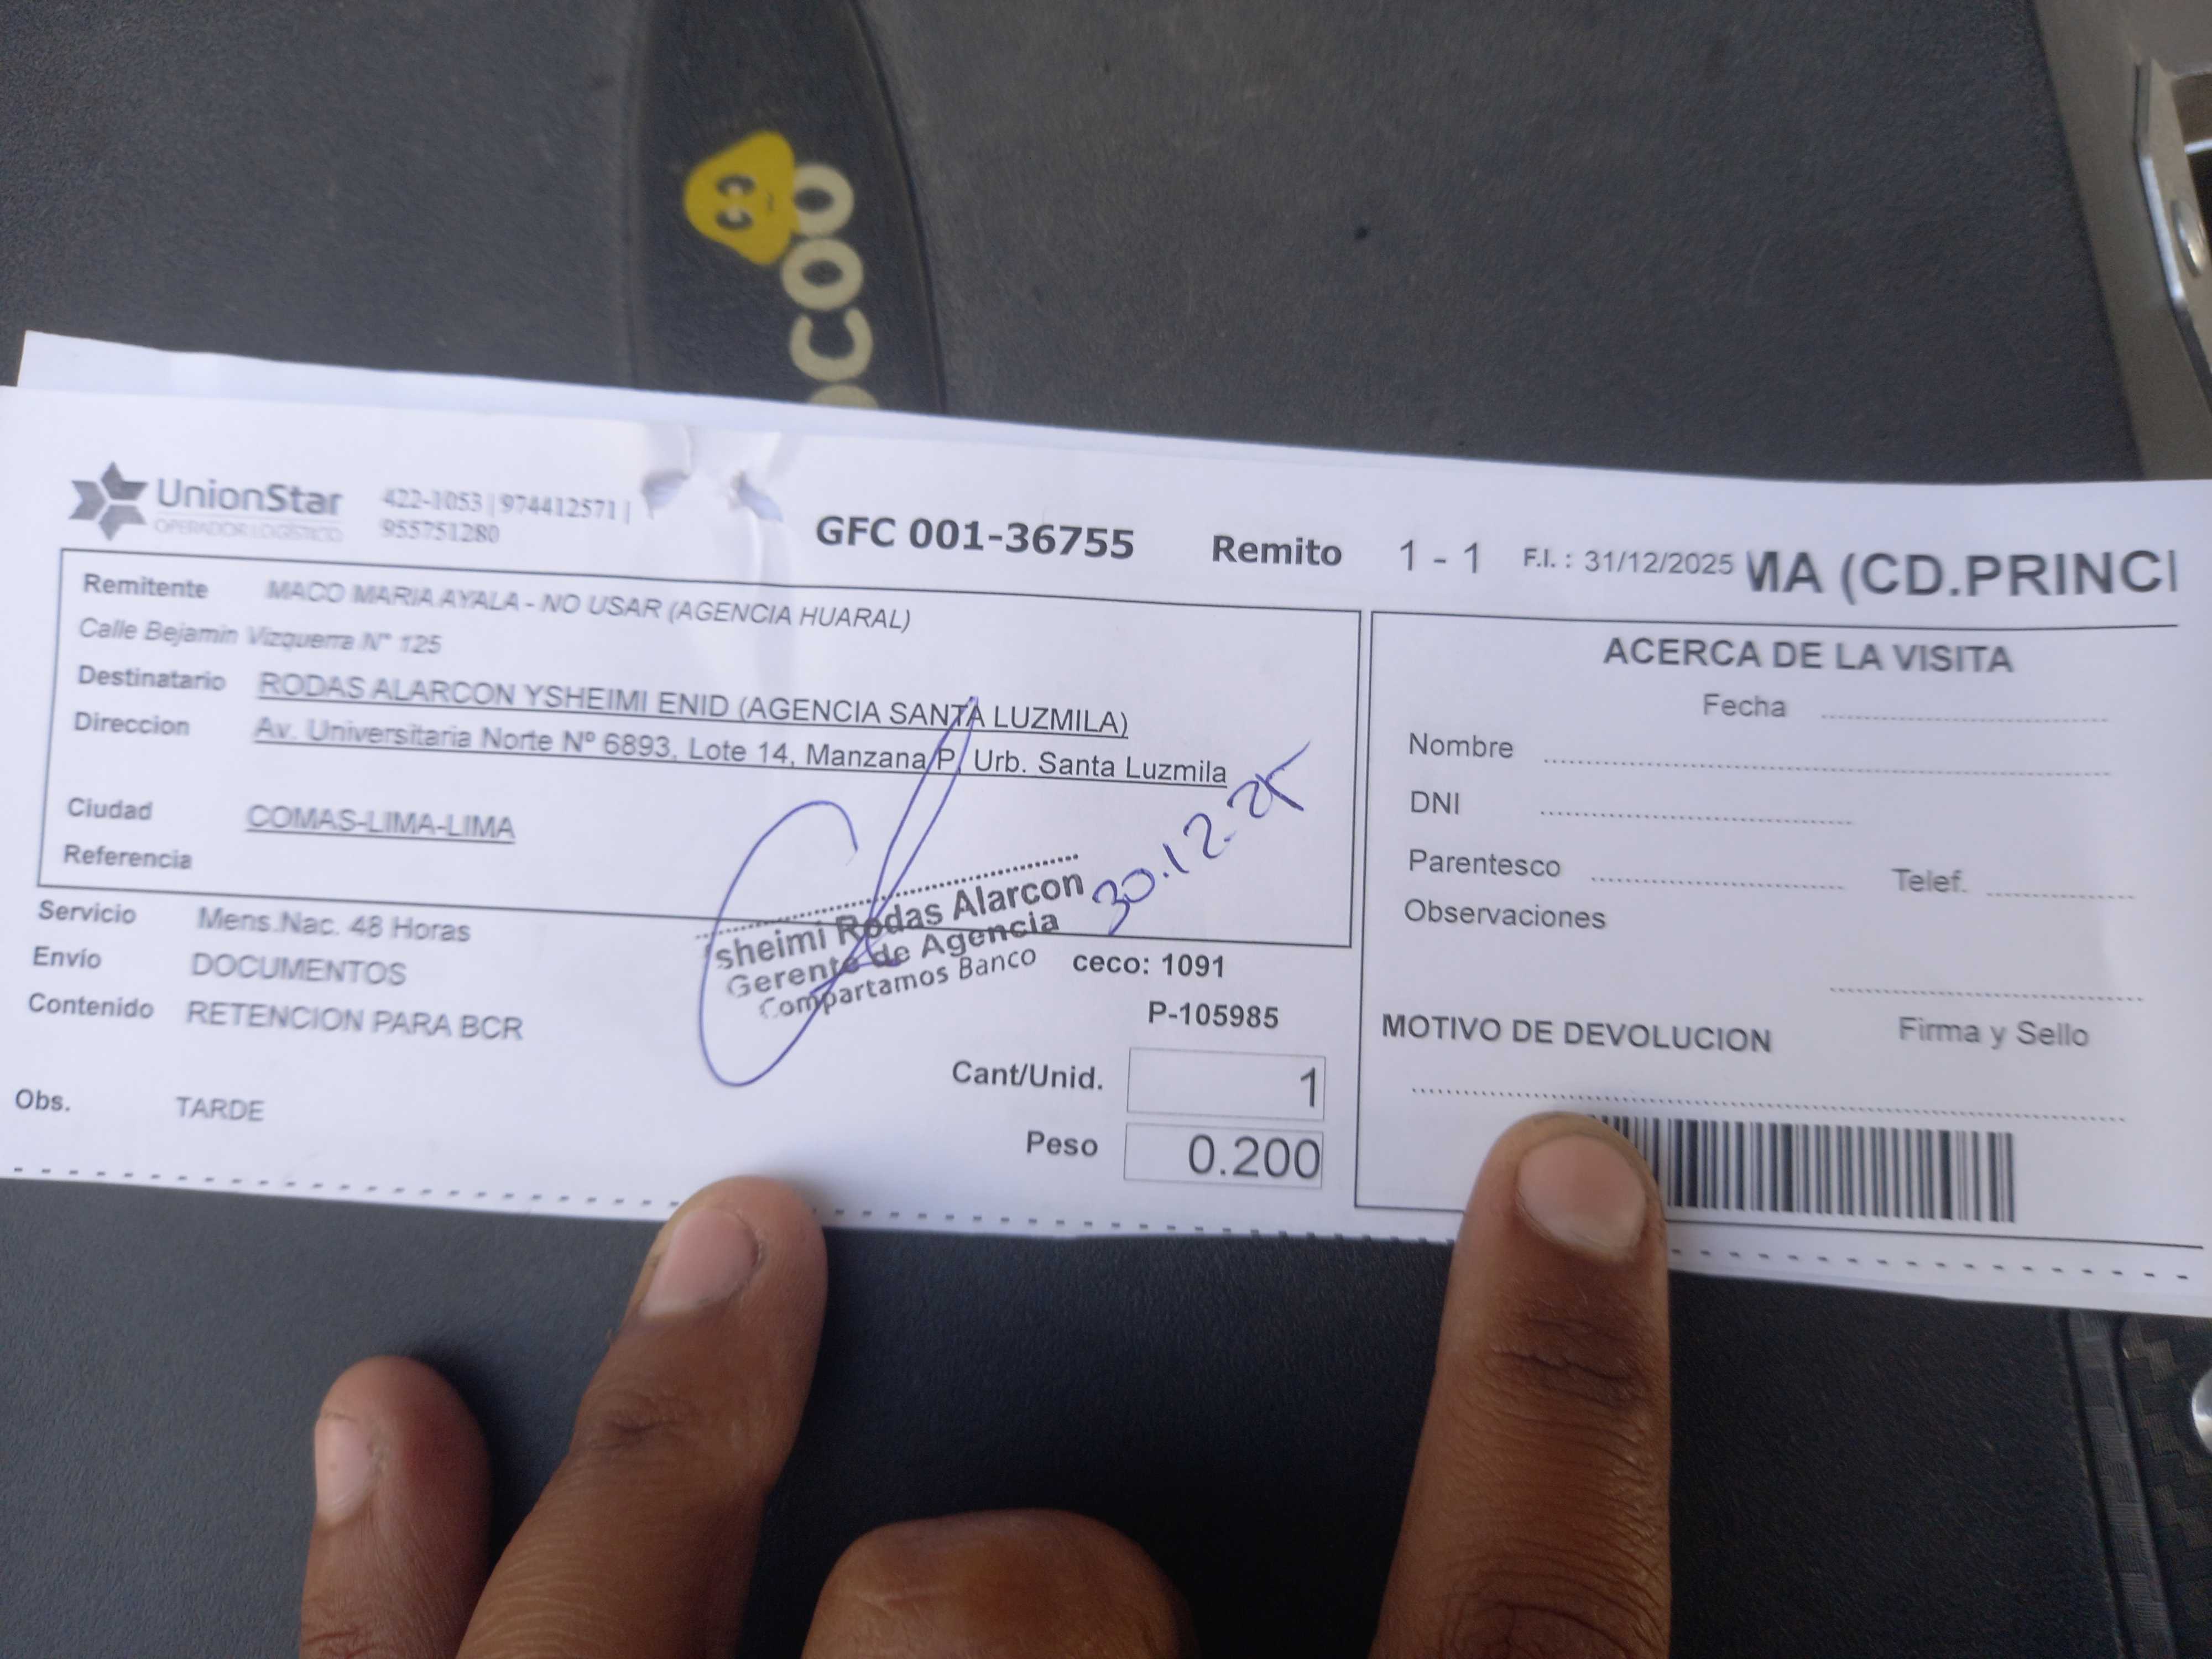 COO
UnionStar
OPERADOR LOGÍSTICO
422-1053 | 974412571 |
955751280
GFC 001-36755 Remito 1 - 1 F.I. : 31/12/2025 MA (CD.PRINCI
Remitente MACO MARIA AYALA - NO USAR (AGENCIA HUARAL)
Calle Bejamin Vizquerra N° 125
Destinatario RODAS ALARCON YSHEIMI ENID (AGENCIA SANTA LUZMILA)
Direccion Av. Universitaria Norte Nº 6893, Lote 14, Manzana P, Urb. Santa Luzmila
Ciudad COMAS-LIMA-LIMA
Referencia
30.12.25
sheimi Rodas Alarcon
Gerente de Agencia
Compartamos Banco
Servicio Mens.Nac. 48 Horas
Envío DOCUMENTOS
Contenido RETENCION PARA BCR
ceco: 1091
P-105985
Cant/Unid. 1
Peso 0.200
Obs. TARDE
ACERCA DE LA VISITA
Fecha
Nombre
DNI
Parentesco Telef.
Observaciones
Firma y Sello
MOTIVO DE DEVOLUCION